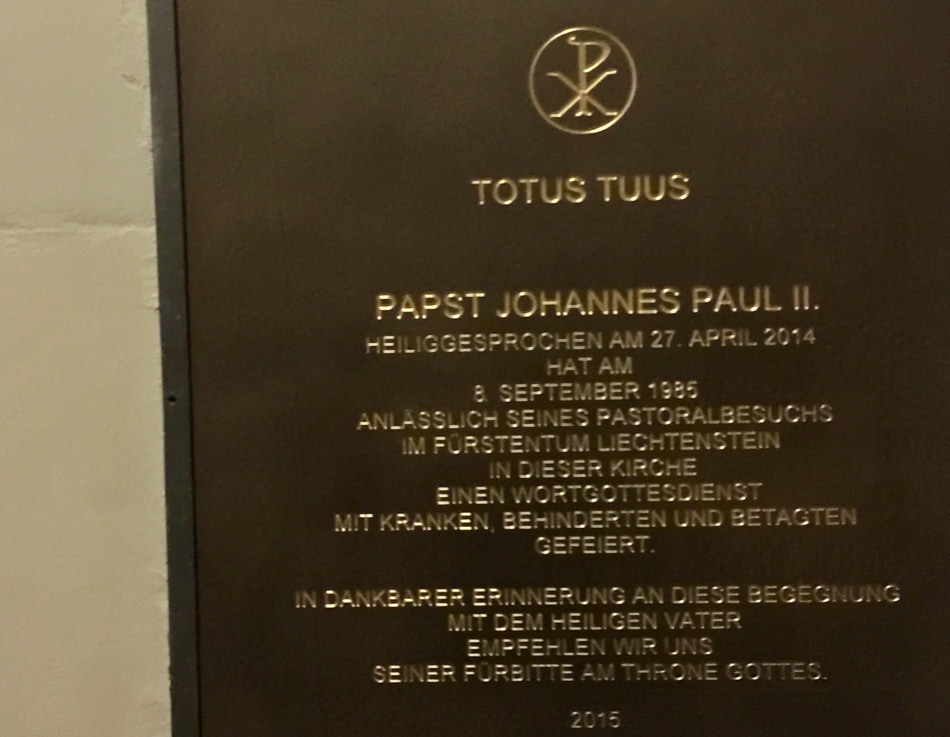 TOTUS TUUS
PAPST JOHANNES PAUL II.
HEILIGGESPROCHEN AM 27. APRIL 2014
HAT AM
8. SEPTEMBER 1985
ANLÄSSLICH SEINES PASTORALBESUCHS
IM FÜRSTENTUM LIECHTENSTEIN
IN DIESER KIRCHE
EINEN WORTGOTTESDIENST
MIT KRANKEN, BEHINDERTEN UND BETAGTEN
GEFEIERT.
IN DANKBARER ERINNERUNG AN DIESE BEGEGNUNG
MIT DEM HEILIGEN VATER
EMPFEHLEN WIR UNS
SEINER FÜRBITTE AM THRONE GOTTES.
2015